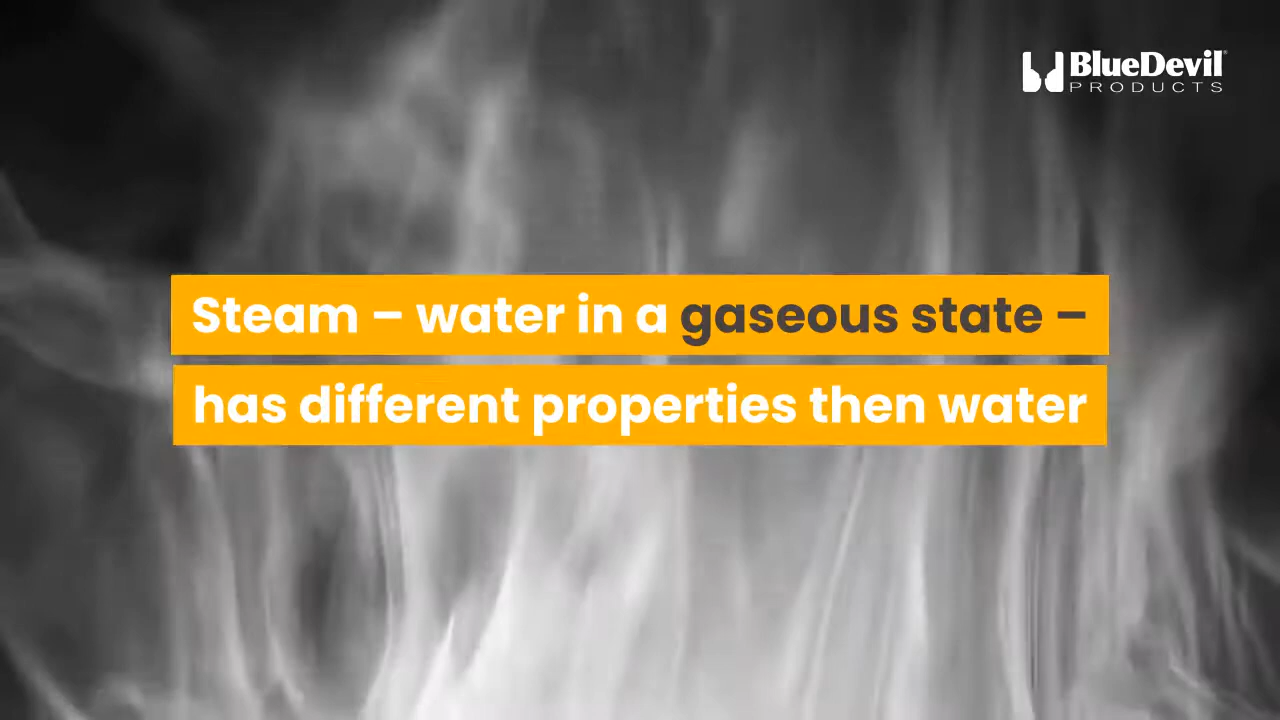 BlueDevil
PRODUCTS
Steam – water in a gaseous state –
has different properties then water